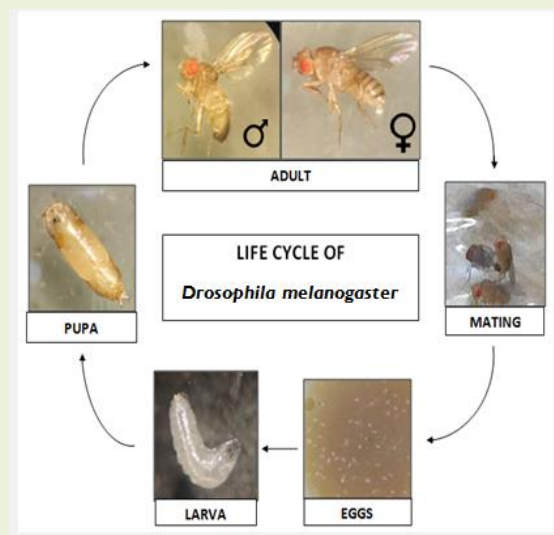 ♂
♀
ADULT
LIFE CYCLE OF
Drosophila melanogaster
MATING
PUPA
LARVA
EGGS